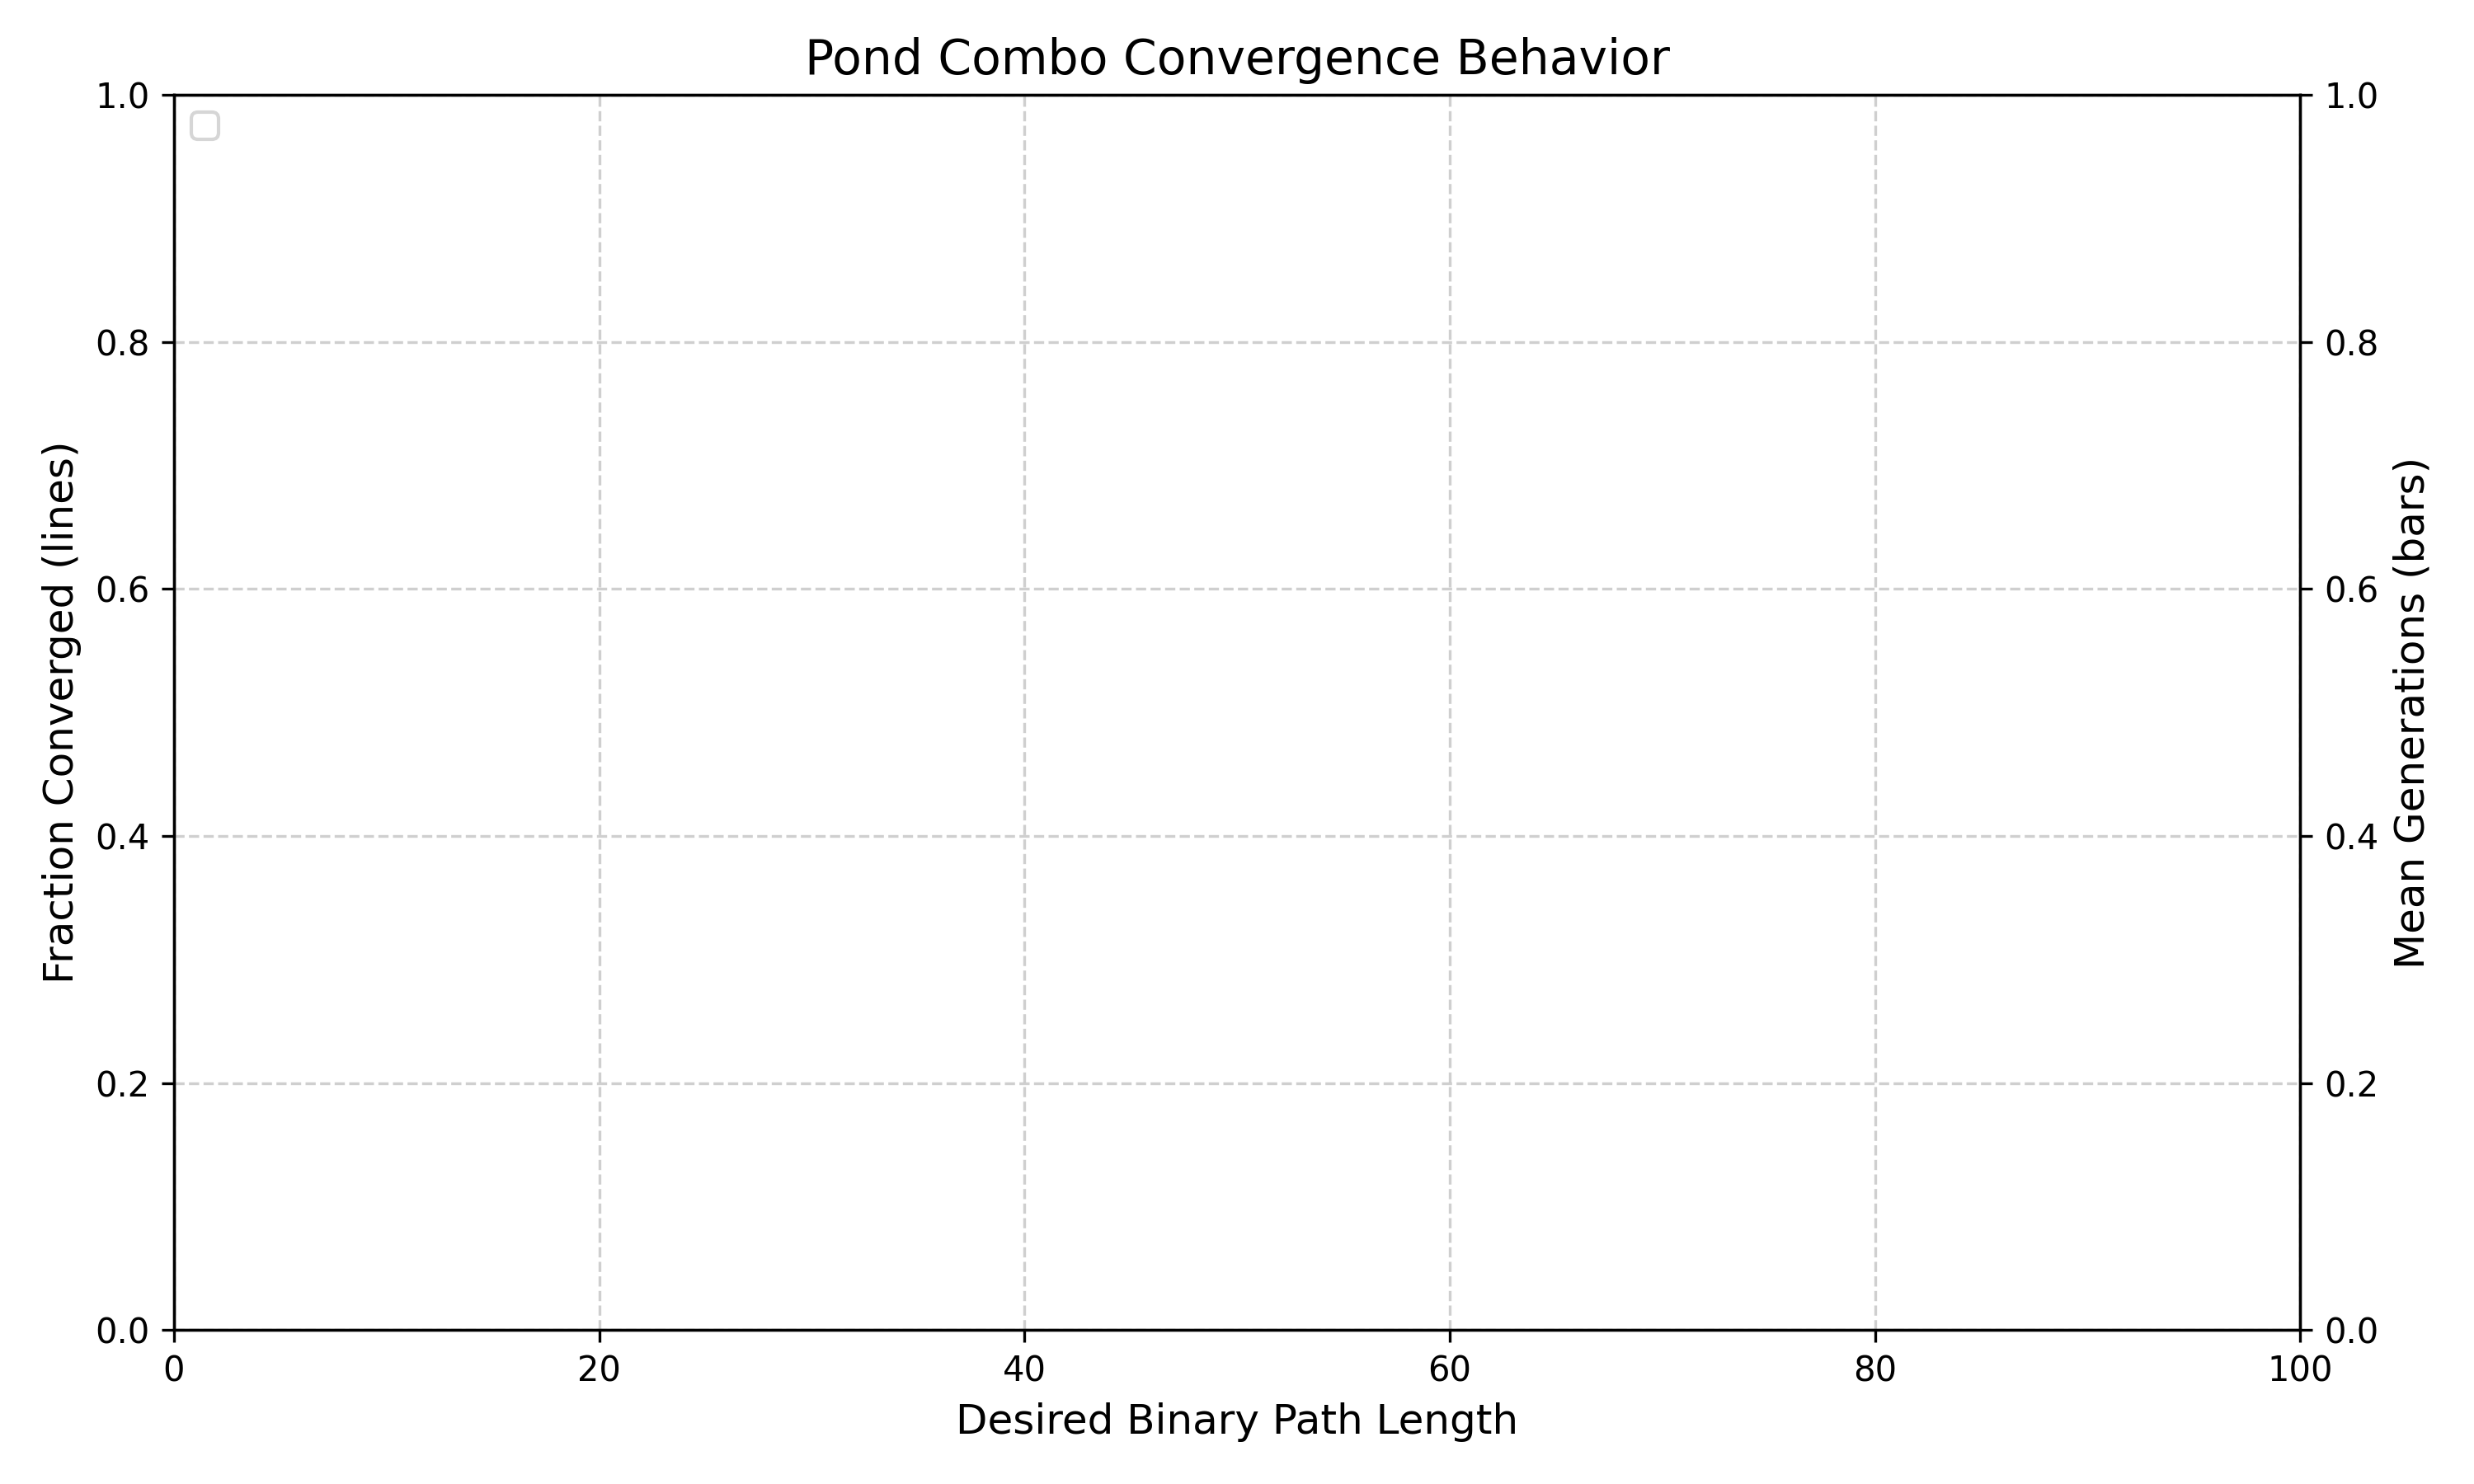 Pond Combo Convergence Behavior
1.0
0.8
0.6
0.4
0.2
0.0
Fraction Converged (lines)
1.0
0.8
0.6
0.4
0.2
0.0
Mean Generations (bars)
0 20 40 60 80 100
Desired Binary Path Length